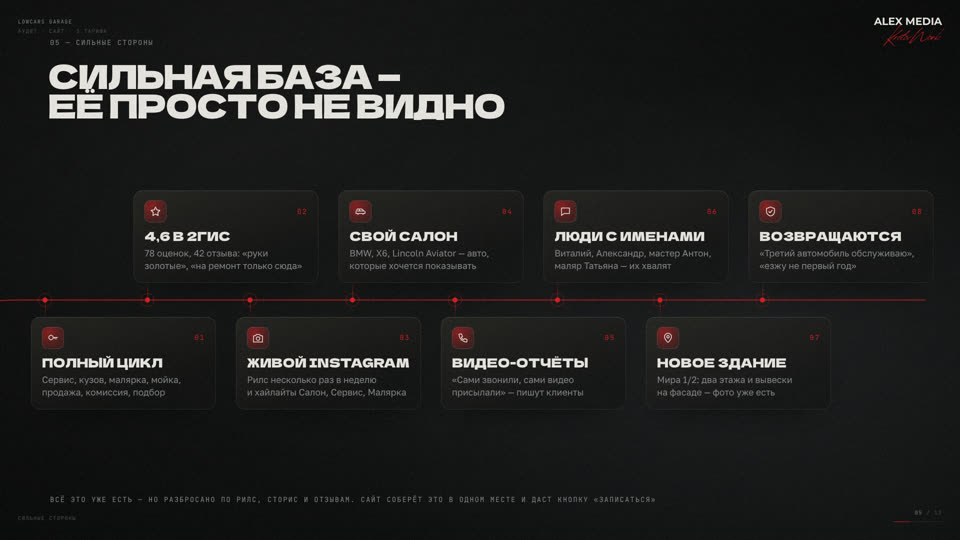 LOWCARS GARAGE
АУДИТ · САЙТ · 3 ТАРИФА
05 — СИЛЬНЫЕ СТОРОНЫ
ALEX MEDIA
СИЛЬНАЯ БАЗА —
ЕЁ ПРОСТО НЕ ВИДНО
02
4,6 В 2ГИС
78 оценок, 42 отзыва: «руки
золотые», «на ремонт только сюда»
04
СВОЙ САЛОН
BMW, X6, Lincoln Aviator — авто,
которые хочется показывать
06
ЛЮДИ С ИМЕНАМИ
Виталий, Александр, мастер Антон,
маляр Татьяна — их хвалят
08
ВОЗВРАЩАЮТСЯ
«Третий автомобиль обслуживаю»,
«езжу не первый год»
01
ПОЛНЫЙ ЦИКЛ
Сервис, кузов, малярка, мойка,
продажа, комиссия, подбор
03
ЖИВОЙ INSTAGRAM
Рилс несколько раз в неделю
и хайлайты Салон, Сервис, Малярка
05
ВИДЕО-ОТЧЁТЫ
«Сами звонили, сами видео
присылали» — пишут клиенты
07
НОВОЕ ЗДАНИЕ
Мира 1/2: два этажа и вывески
на фасаде — фото уже есть
ВСЁ ЭТО УЖЕ ЕСТЬ — НО РАЗБРОСАНО ПО РИЛС, СТОРИС И ОТЗЫВАМ. САЙТ СОБЕРЁТ ЭТО В ОДНОМ МЕСТЕ И ДАСТ КНОПКУ «ЗАПИСАТЬСЯ»
СИЛЬНЫЕ СТОРОНЫ